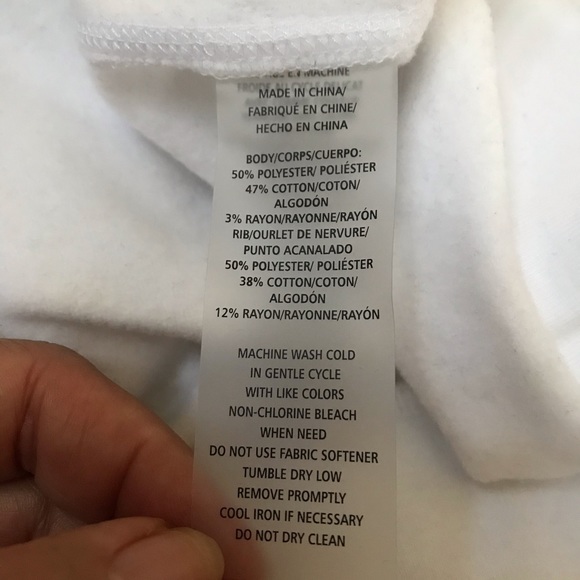 MACHINE
MADE IN CHINA/
FABRIQUÉ EN CHINE/
HECHO EN CHINA
BODY/CORPS/CUERPO:
50% POLYESTER/ POLIÉSTER
47% COTTON/COTON/
ALGODÓN
3% RAYON/RAYONNE/RAYÓN
RIB/OURLET DE NERVURE/
PUNTO ACANALADO
50% POLYESTER/ POLIÉSTER
38% COTTON/COTON/
ALGODÓN
12% RAYON/RAYONNE/RAYÓN
MACHINE WASH COLD
IN GENTLE CYCLE
WITH LIKE COLORS
NON-CHLORINE BLEACH
WHEN NEED
DO NOT USE FABRIC SOFTENER
TUMBLE DRY LOW
REMOVE PROMPTLY
COOL IRON IF NECESSARY
DO NOT DRY CLEAN